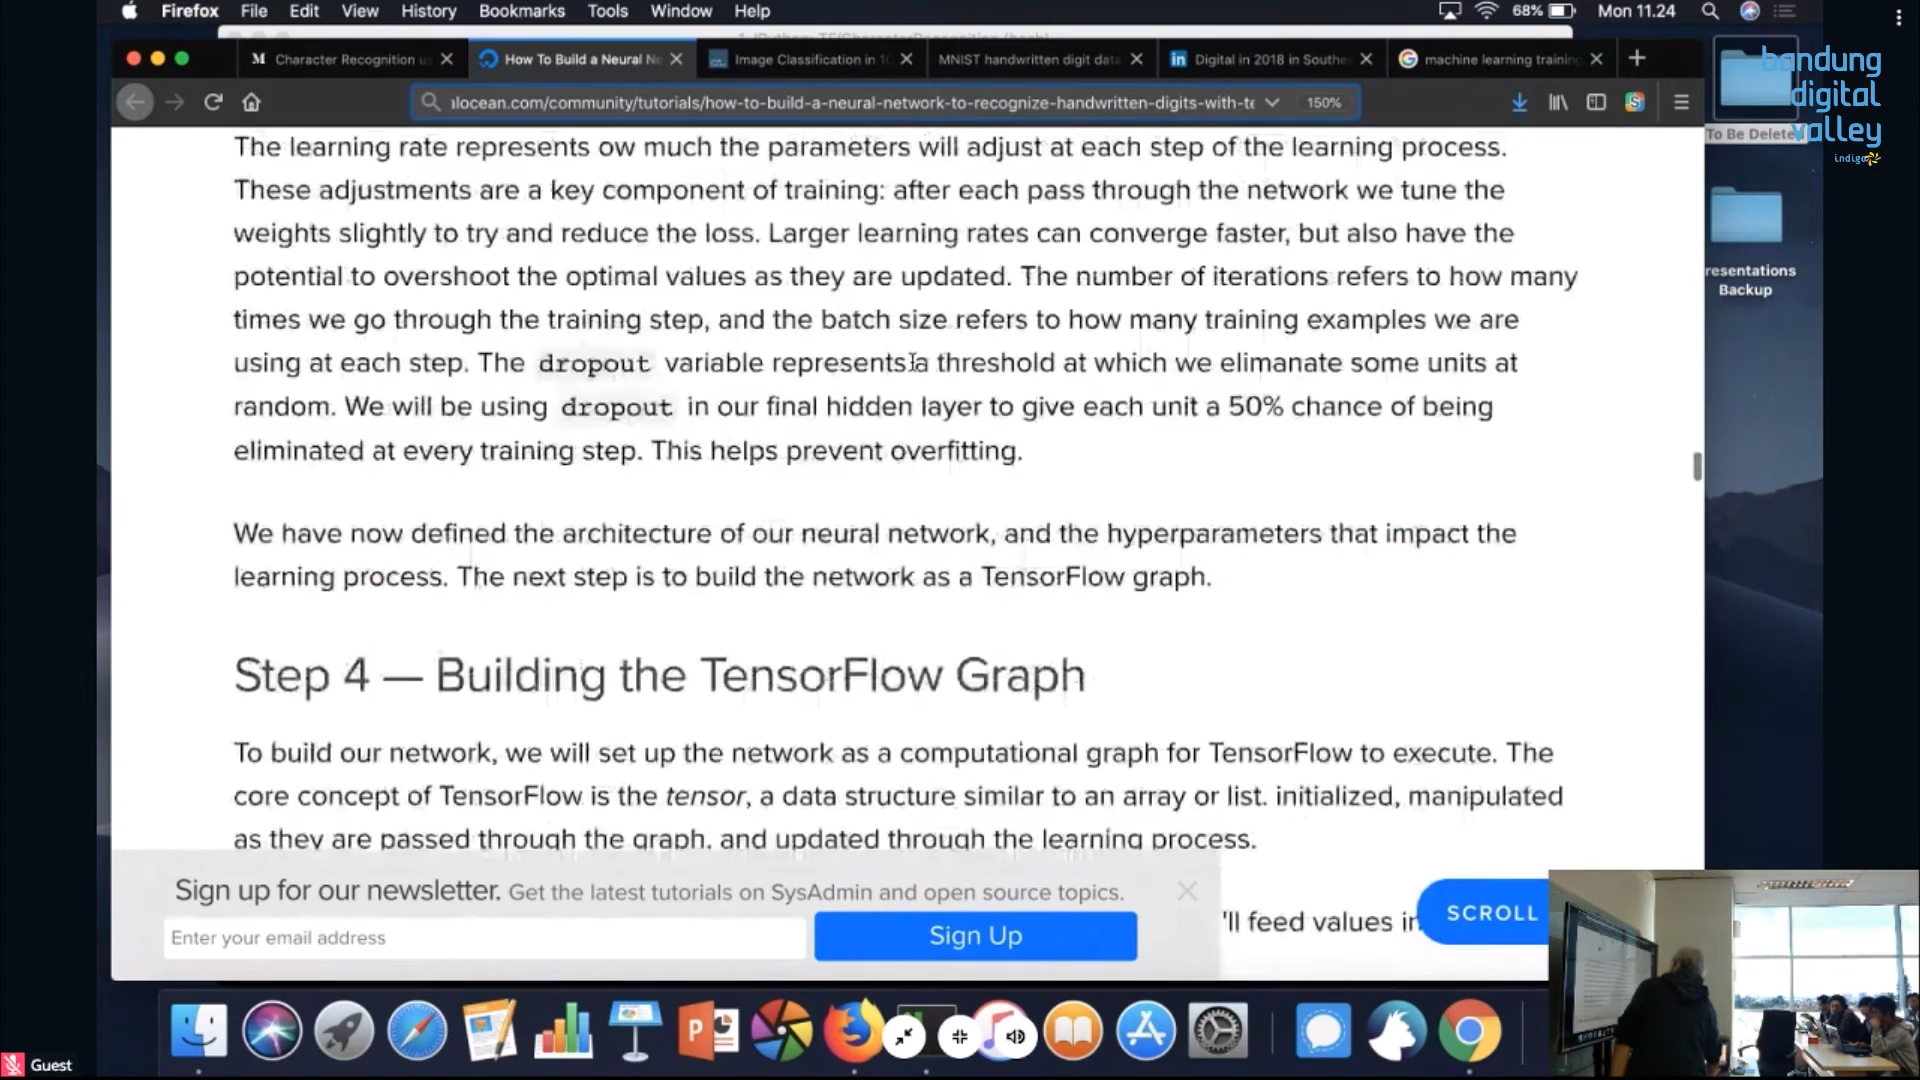 Firefox File Edit View History Bookmarks Tools Window Help 68% Mon 11.24
Character Recognition u
How To Build a Neural N
Image Classification in 10
MNIST handwritten digit data
Digital in 2018 in Southe
machine learning training
bandung
digital
valley
indigo
To Be Delete
alocean.com/community/tutorials/how-to-build-a-neural-network-to-recognize-handwritten-digits-with-te 150%
The learning rate represents ow much the parameters will adjust at each step of the learning process.
These adjustments are a key component of training: after each pass through the network we tune the
weights slightly to try and reduce the loss. Larger learning rates can converge faster, but also have the
potential to overshoot the optimal values as they are updated. The number of iterations refers to how many
times we go through the training step, and the batch size refers to how many training examples we are
using at each step. The dropout variable represents a threshold at which we elimanate some units at
random. We will be using dropout in our final hidden layer to give each unit a 50% chance of being
eliminated at every training step. This helps prevent overfitting.
resentations
Backup
We have now defined the architecture of our neural network, and the hyperparameters that impact the
learning process. The next step is to build the network as a TensorFlow graph.
Step 4 — Building the TensorFlow Graph
To build our network, we will set up the network as a computational graph for TensorFlow to execute. The
core concept of TensorFlow is the tensor, a data structure similar to an array or list. initialized, manipulated
as they are passed through the graph, and updated through the learning process.
Sign up for our newsletter. Get the latest tutorials on SysAdmin and open source topics.
Enter your email address
Sign Up
'll feed values in
SCROLL
Guest